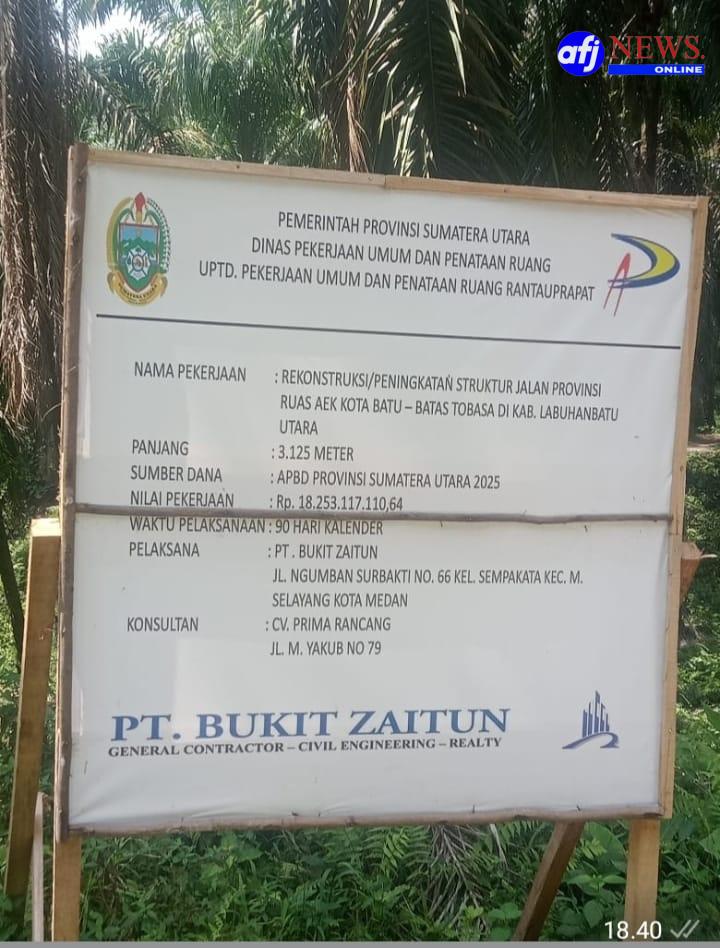 afj NEWS.
ONLINE
PEMERINTAH PROVINSI SUMATERA UTARA
DINAS PEKERJAAN UMUM DAN PENATAAN RUANG
UPTD. PEKERJAAN UMUM DAN PENATAAN RUANG RANTAUPRAPAT
NAMA PEKERJAAN : REKONSTRUKSI/PENINGKATAN STRUKTUR JALAN PROVINSI
RUAS AEK KOTA BATU – BATAS TOBASA DI KAB. LABUHANBATU
UTARA
PANJANG : 3.125 METER
SUMBER DANA : APBD PROVINSI SUMATERA UTARA 2025
NILAI PEKERJAAN : Rp. 18.253.117.110,64
WAKTU PELAKSANAAN : 90 HARI KALENDER
PELAKSANA : PT . BUKIT ZAITUN
JL. NGUMBAN SURBAKTI NO. 66 KEL. SEMPAKATA KEC. M.
SELAYANG KOTA MEDAN
KONSULTAN : CV. PRIMA RANCANG
JL. M. YAKUB NO 79
PT. BUKIT ZAITUN
GENERAL CONTRACTOR – CIVIL ENGINEERING – REALTY
18.40